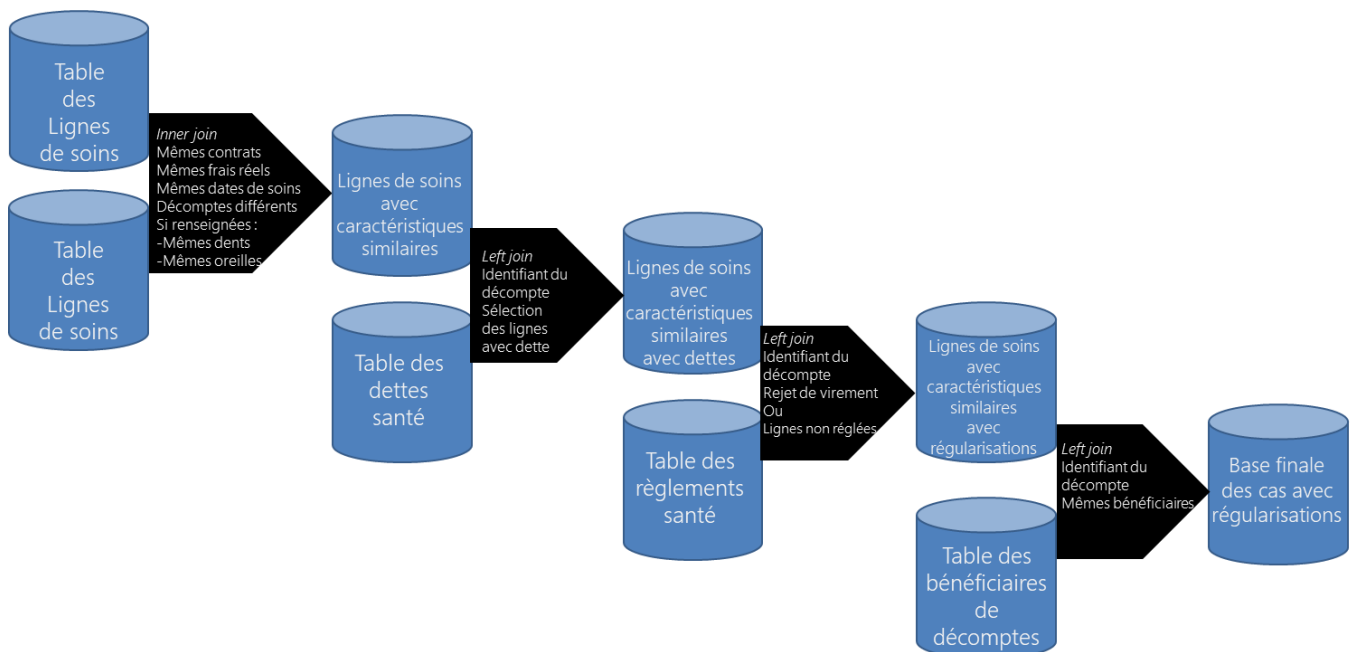 Table
des
Lignes
de soins
Table
des
Lignes
de soins
Inner join
Mêmes contrats
Mêmes frais réels
Mêmes dates de soins
Décomptes différents
Si renseignées :
-Mêmes dents
-Mêmes oreilles
Lignes de soins
avec
caractéristiques
similaires
Table des
dettes
santé
Left join
Identifiant du
décompte
Sélection
des lignes
avec dette
Lignes de soins
avec
caractéristiques
similaires
avec dettes
Table des
règlements
santé
Left join
Identifiant du
décompte
Rejet de virement
Ou
Lignes non réglées
Lignes de soins
avec
caractéristiques
similaires
avec
régularisations
Table des
bénéficiaires
de
décomptes
Left join
Identifiant du
décompte
Mêmes bénéficiaires
Base finale
des cas avec
régularisations